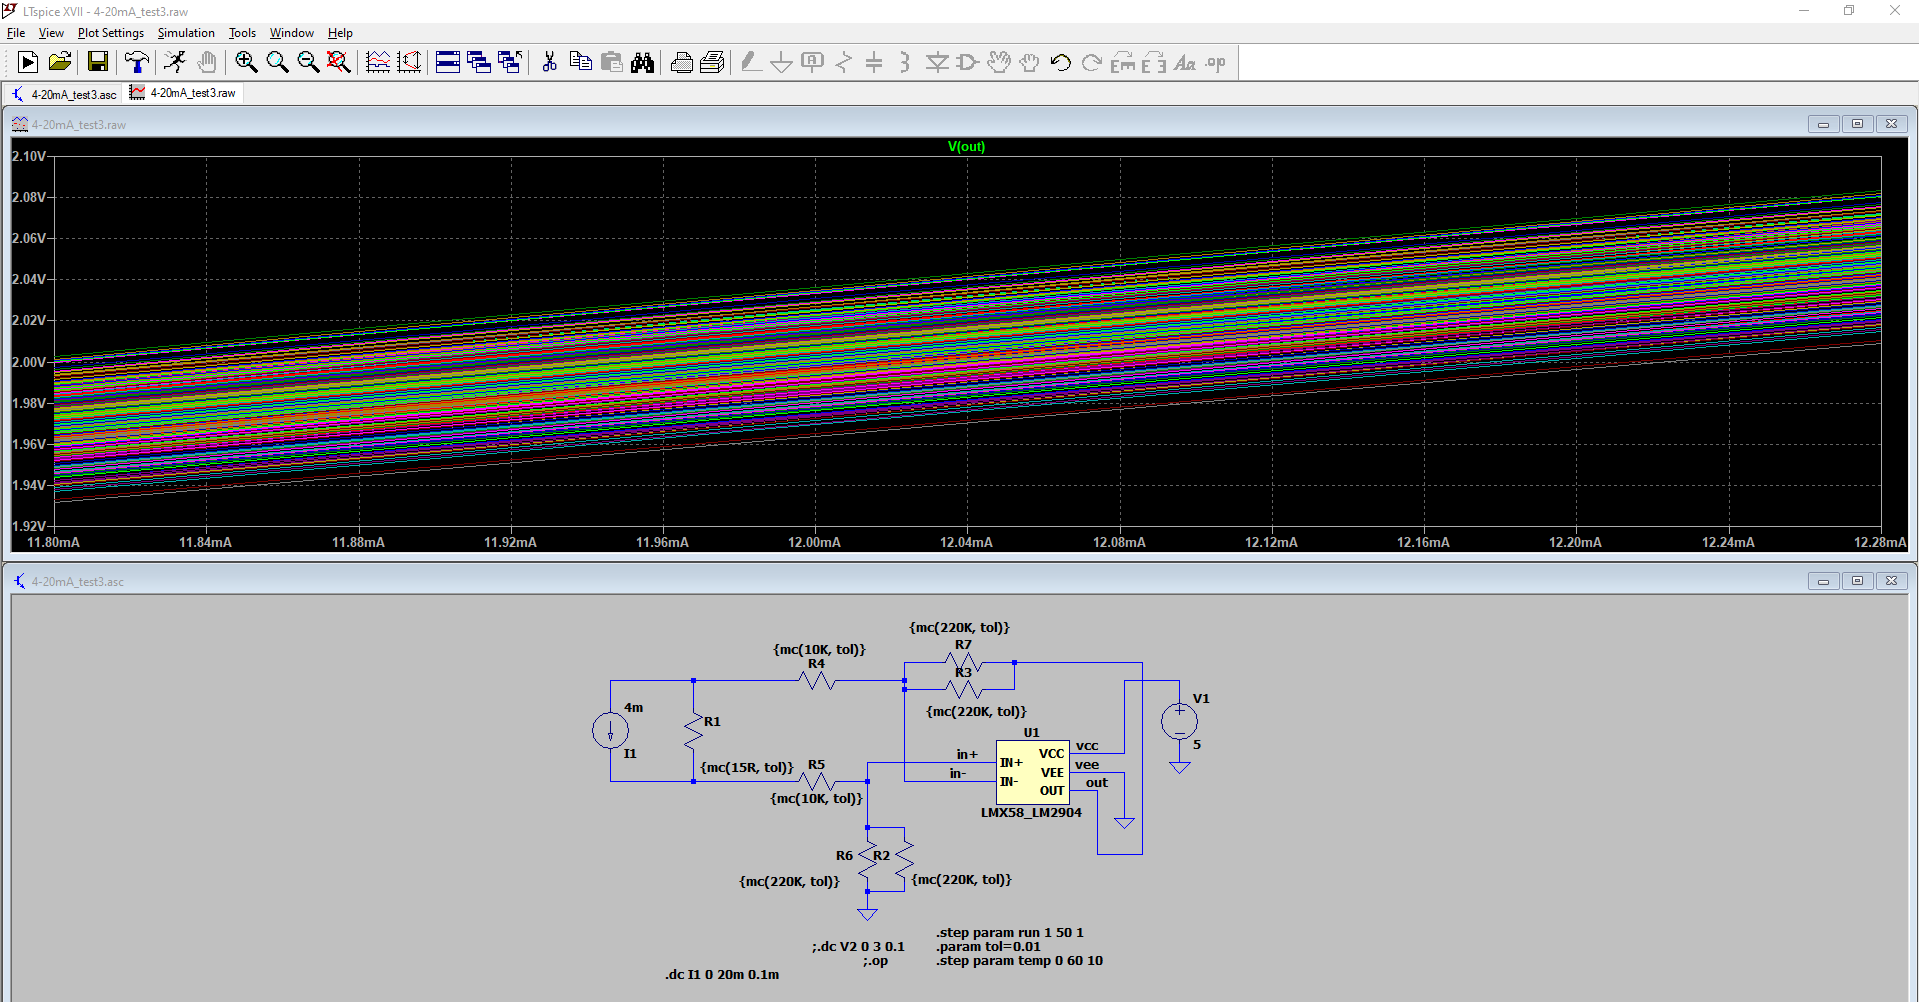 LTspice XVII - 4-20mA_test3.raw
File View Plot Settings Simulation Tools Window Help
4-20mA_test3.asc 4-20mA_test3.raw
4-20mA_test3.raw
V(out)
2.10V
2.08V
2.06V
2.04V
2.02V
2.00V
1.98V
1.96V
1.94V
1.92V
11.80mA 11.84mA 11.88mA 11.92mA 11.96mA 12.00mA 12.04mA 12.08mA 12.12mA 12.16mA 12.20mA 12.24mA 12.28mA
4-20mA_test3.asc
{mc(220K, tol)}
R7
{mc(10K, tol)}
R4
R3
4m
I1
R1
{mc(15R, tol)}
R5
{mc(10K, tol)}
{mc(220K, tol)}
U1
in+
in-
IN+
IN-
VCC
VEE
OUT
vcc
vee
out
LMX58_LM2904
V1
5
R6
R2
{mc(220K, tol)}
{mc(220K, tol)}
.step param run 1 50 1
;.dc V2 0 3 0.1
.param tol=0.01
;.op
.step param temp 0 60 10
.dc I1 0 20m 0.1m